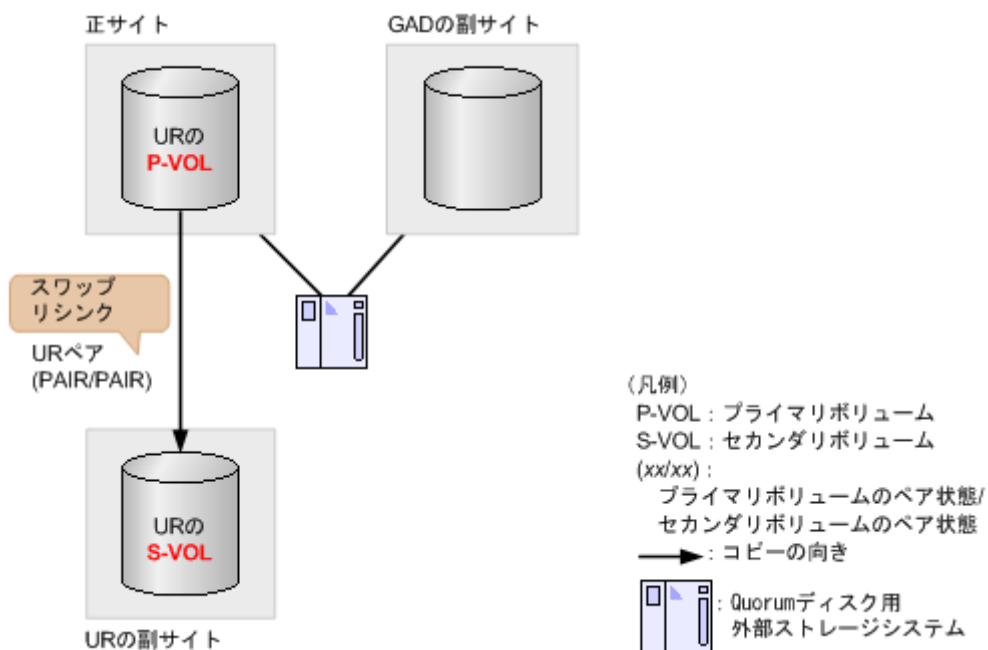 正サイト
GADの副サイト
URの
P-VOL
スワップ
リシンク
URペア
(PAIR/PAIR)
URの
S-VOL
URの副サイト
（凡例）
P-VOL：プライマリボリューム
S-VOL：セカンダリボリューム
(xx/xx)：
プライマリボリュームのペア状態/
セカンダリボリュームのペア状態
：コピーの向き
：Quorumディスク用
外部ストレージシステム